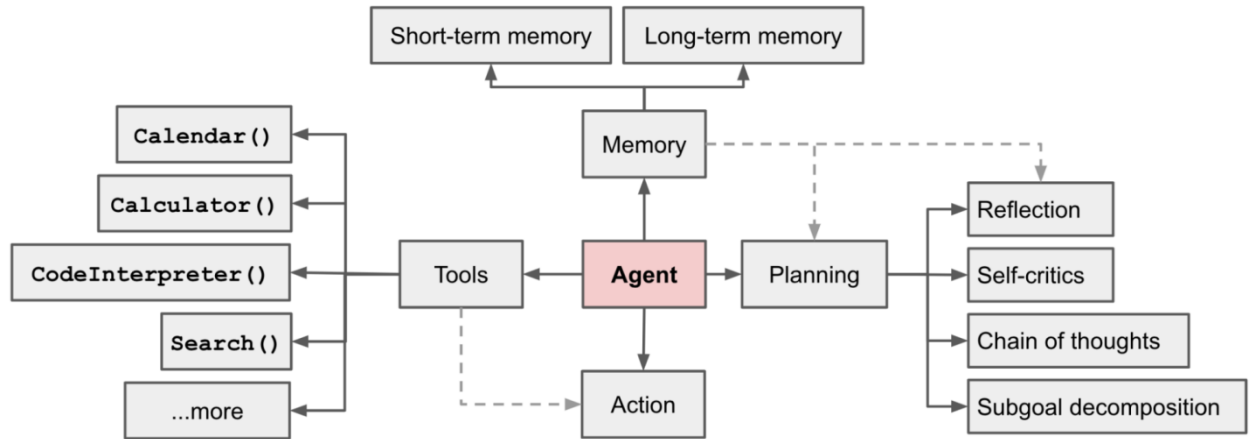 Short-term memory
Long-term memory
Calendar()
Memory
Calculator()
Reflection
CodeInterpreter()
Tools
Agent
Planning
Self-critics
Search()
Chain of thoughts
...more
Action
Subgoal decomposition